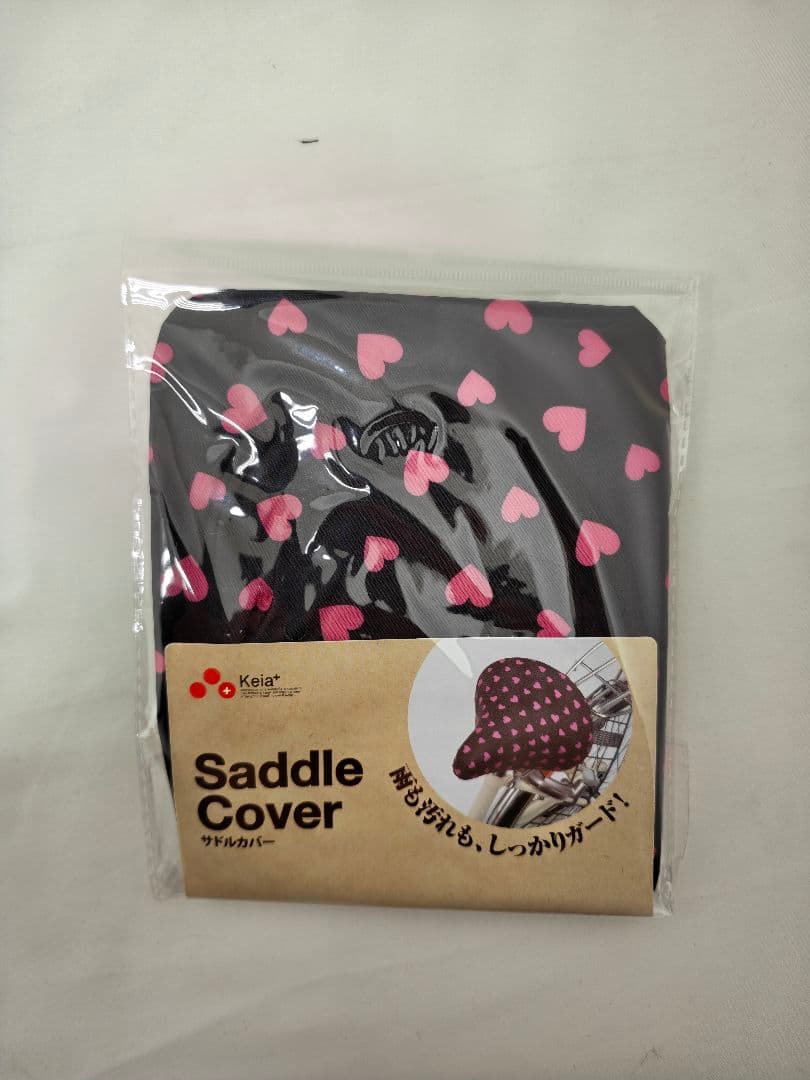 Keia+
Saddle
Cover
サドルカバー
雨も汚れも、しっかりガード!